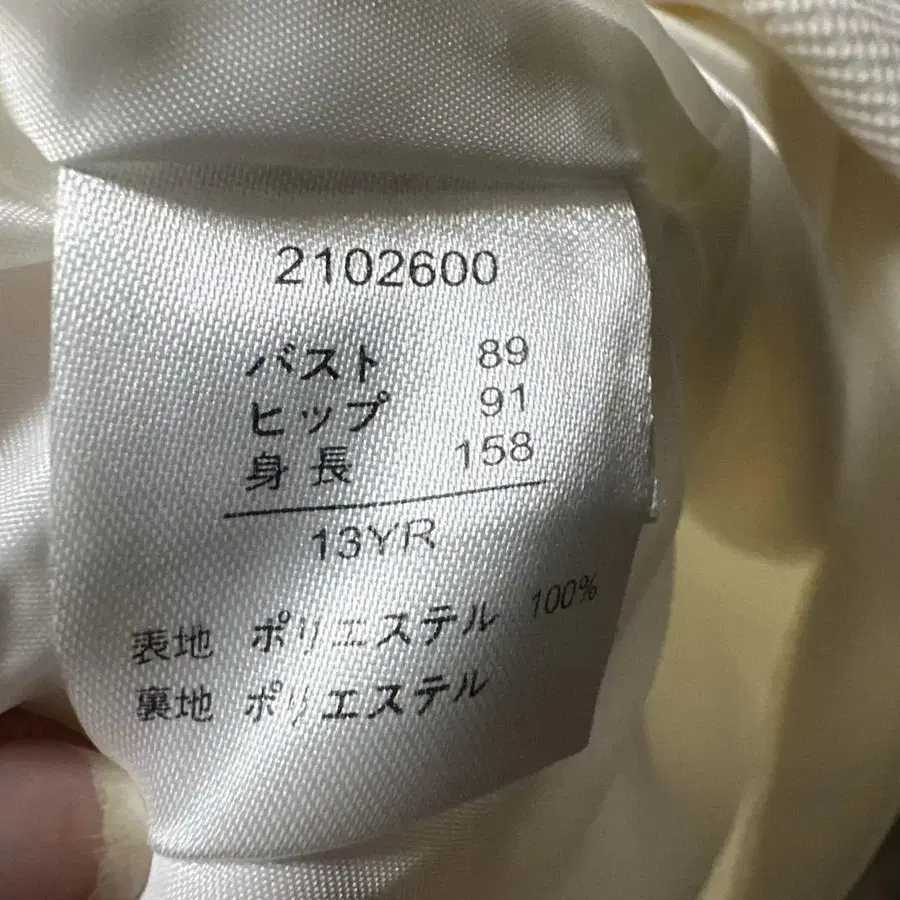 2102600
バスト 89
ヒップ 91
身長 158
13YR
表地 ポリエステル 100%
裏地 ポリエステル